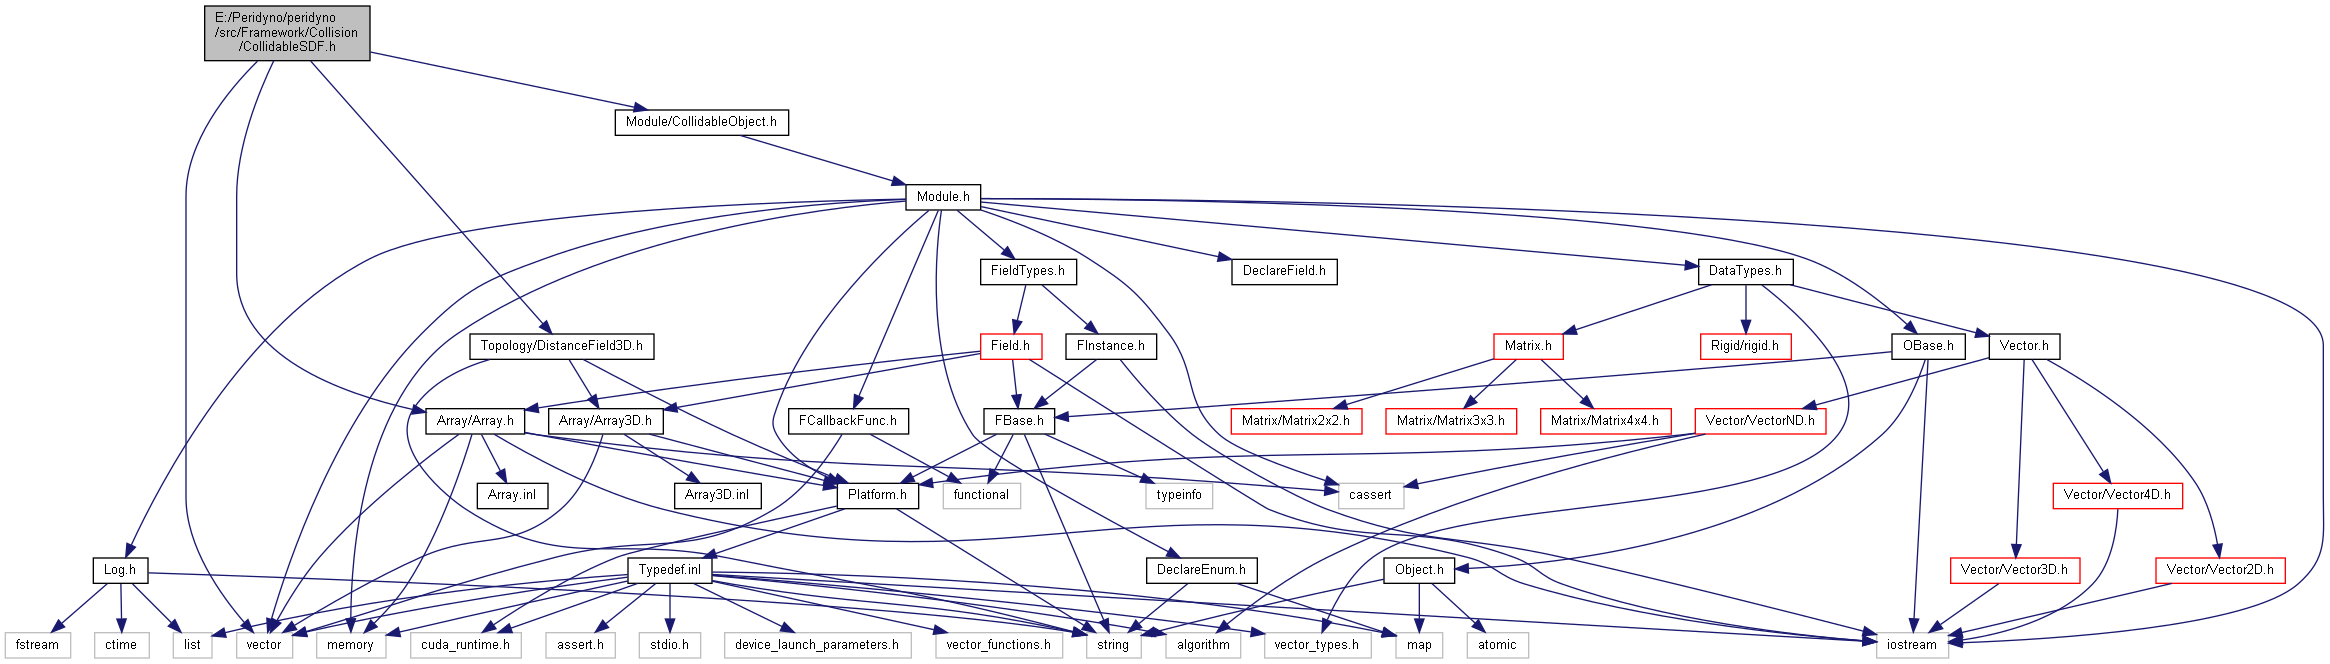 E:/Peridyno/peridyno
/src/Framework/Collision
/CollidableSDF.h
Module/CollidableObject.h
Module.h
FieldTypes.h
DeclareField.h
DataTypes.h
Topology/DistanceField3D.h
Field.h
FInstance.h
Matrix.h
Rigid/rigid.h
OBase.h
Vector.h
Array/Array.h
Array/Array3D.h
FCallbackFunc.h
FBase.h
Matrix/Matrix2x2.h
Matrix/Matrix3x3.h
Matrix/Matrix4x4.h
Vector/VectorND.h
Array.inl
Array3D.inl
Platform.h
functional
typeinfo
cassert
Vector/Vector4D.h
Log.h
Typedef.inl
DeclareEnum.h
Object.h
Vector/Vector3D.h
Vector/Vector2D.h
fstream
ctime
list
vector
memory
cuda_runtime.h
assert.h
stdio.h
device_launch_parameters.h
vector_functions.h
string
algorithm
vector_types.h
map
atomic
iostream